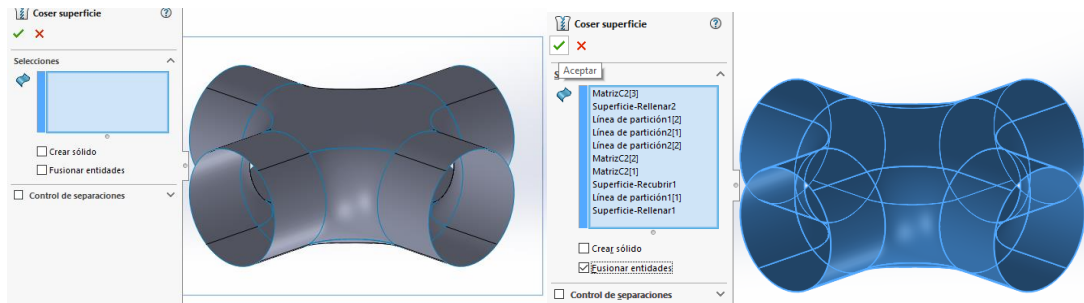 Coser superficie
Selecciones
Crear sólido
Fusionar entidades
Control de separaciones
Coser superficie
Aceptar
MatrizC2[3]
Superficie-Rellenar2
Línea de partición1[2]
Línea de partición2[1]
Línea de partición2[2]
MatrizC2[2]
MatrizC2[1]
Superficie-Recubrir1
Línea de partición1[1]
Superficie-Rellenar1
Crear sólido
Fusionar entidades
Control de separaciones